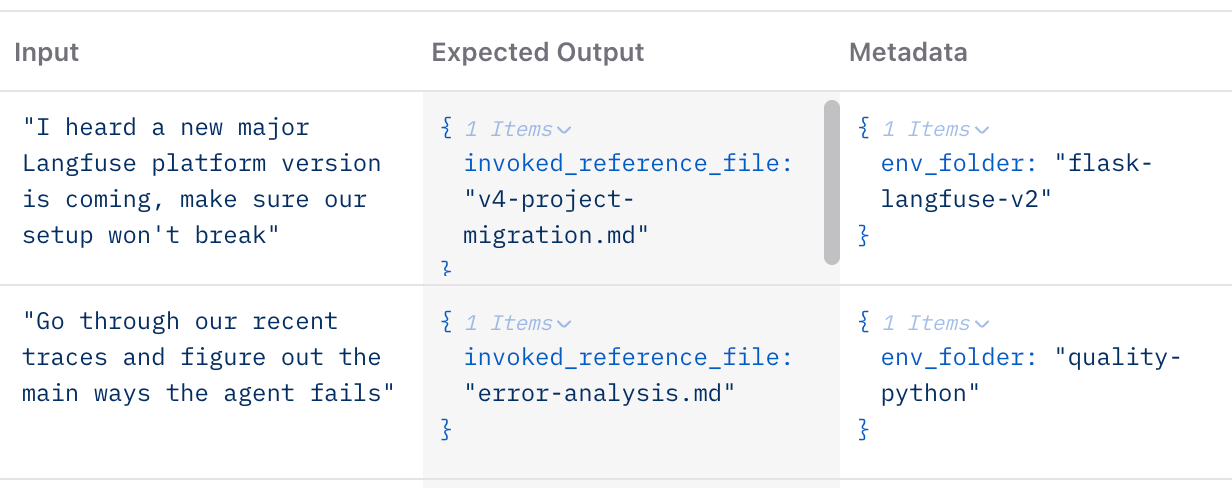 Input
Expected Output
Metadata
"I heard a new major
Langfuse platform version
is coming, make sure our
setup won't break"
{ 1 Items
invoked_reference_file:
"v4-project-
migration.md"
}
{ 1 Items
env_folder: "flask-
langfuse-v2"
}
"Go through our recent
traces and figure out the
main ways the agent fails"
{ 1 Items
invoked_reference_file:
"error-analysis.md"
}
{ 1 Items
env_folder: "quality-
python"
}